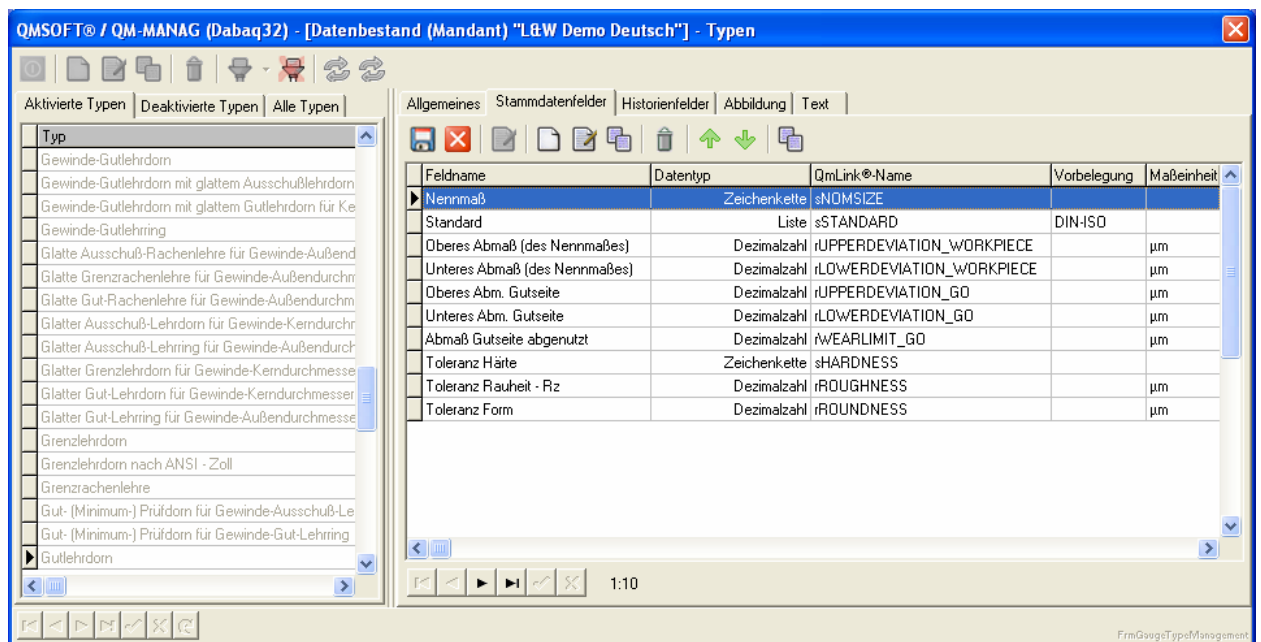 QMSOFT® / QM-MANAG (Dabaq32) - [Datenbestand (Mandant) "L&W Demo Deutsch"] - Typen
Aktivierte Typen Deaktivierte Typen Alle Typen
Typ
Gewinde-Gutlehrdorn
Gewinde-Gutlehrdorn mit glattem Ausschußlehrdorn
Gewinde-Gutlehrdorn mit glattem Gutlehrdorn für Ke
Gewinde-Gutlehrring
Glatte Ausschuß-Rachenlehre für Gewinde-Außend
Glatte Grenzrachenlehre für Gewinde-Außendurchm
Glatte Gut-Rachenlehre für Gewinde-Außendurchm
Glatter Ausschuß-Lehrdorn für Gewinde-Kerndurchm
Glatter Ausschuß-Lehrring für Gewinde-Außendurch
Glatter Grenzlehrdorn für Gewinde-Kerndurchmesse
Glatter Gut-Lehrdorn für Gewinde-Kerndurchmesser
Glatter Gut-Lehrring für Gewinde-Außendurchmesse
Grenzlehrdorn
Grenzlehrdorn nach ANSI - Zoll
Grenzrachenlehre
Gut- (Minimum-) Prüfdorn für Gewinde-Ausschuß-Le
Gut- (Minimum-) Prüfdorn für Gewinde-Gut-Lehrring
Gutlehrdorn
Allgemeines Stammdatenfelder Historienfelder Abbildung Text
Feldname Datentyp QmLink®-Name Vorbelegung Maßeinheit
Nennmaß Zeichenkette sNOMSIZE
Standard Liste sSTANDARD DIN-ISO
Oberes Abmaß (des Nennmaßes) Dezimalzahl rUPPERDEVIATION_WORKPIECE µm
Unteres Abmaß (des Nennmaßes) Dezimalzahl rLOWERDEVIATION_WORKPIECE µm
Oberes Abm. Gutseite Dezimalzahl rUPPERDEVIATION_GO µm
Unteres Abm. Gutseite Dezimalzahl rLOWERDEVIATION_GO µm
Abmaß Gutseite abgenutzt Dezimalzahl rWEARLIMIT_GO µm
Toleranz Härte Zeichenkette sHARDNESS
Toleranz Rauheit - Rz Dezimalzahl rROUGHNESS µm
Toleranz Form Dezimalzahl rROUNDNESS µm
1:10
FrmGaugeTypeManagement